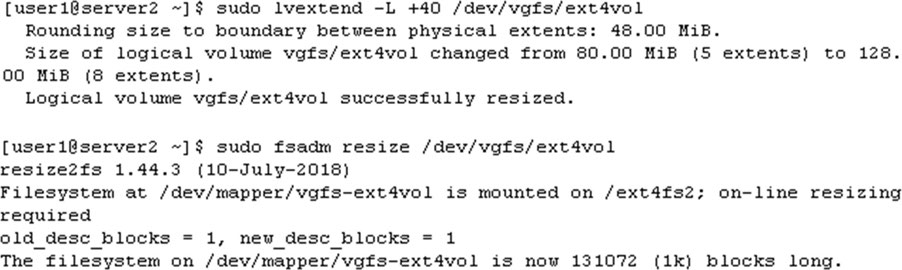 [user1@server2 ~]$ sudo lvextend -L +40 /dev/vgfs/ext4vol
  Rounding size to boundary between physical extents: 48.00 MiB.
  Size of logical volume vgfs/ext4vol changed from 80.00 MiB (5 extents) to 128.
00 MiB (8 extents).
  Logical volume vgfs/ext4vol successfully resized.

[user1@server2 ~]$ sudo fsadm resize /dev/vgfs/ext4vol
resize2fs 1.44.3 (10-July-2018)
Filesystem at /dev/mapper/vgfs-ext4vol is mounted on /ext4fs2; on-line resizing
required
old_desc_blocks = 1, new_desc_blocks = 1
The filesystem on /dev/mapper/vgfs-ext4vol is now 131072 (1k) blocks long.